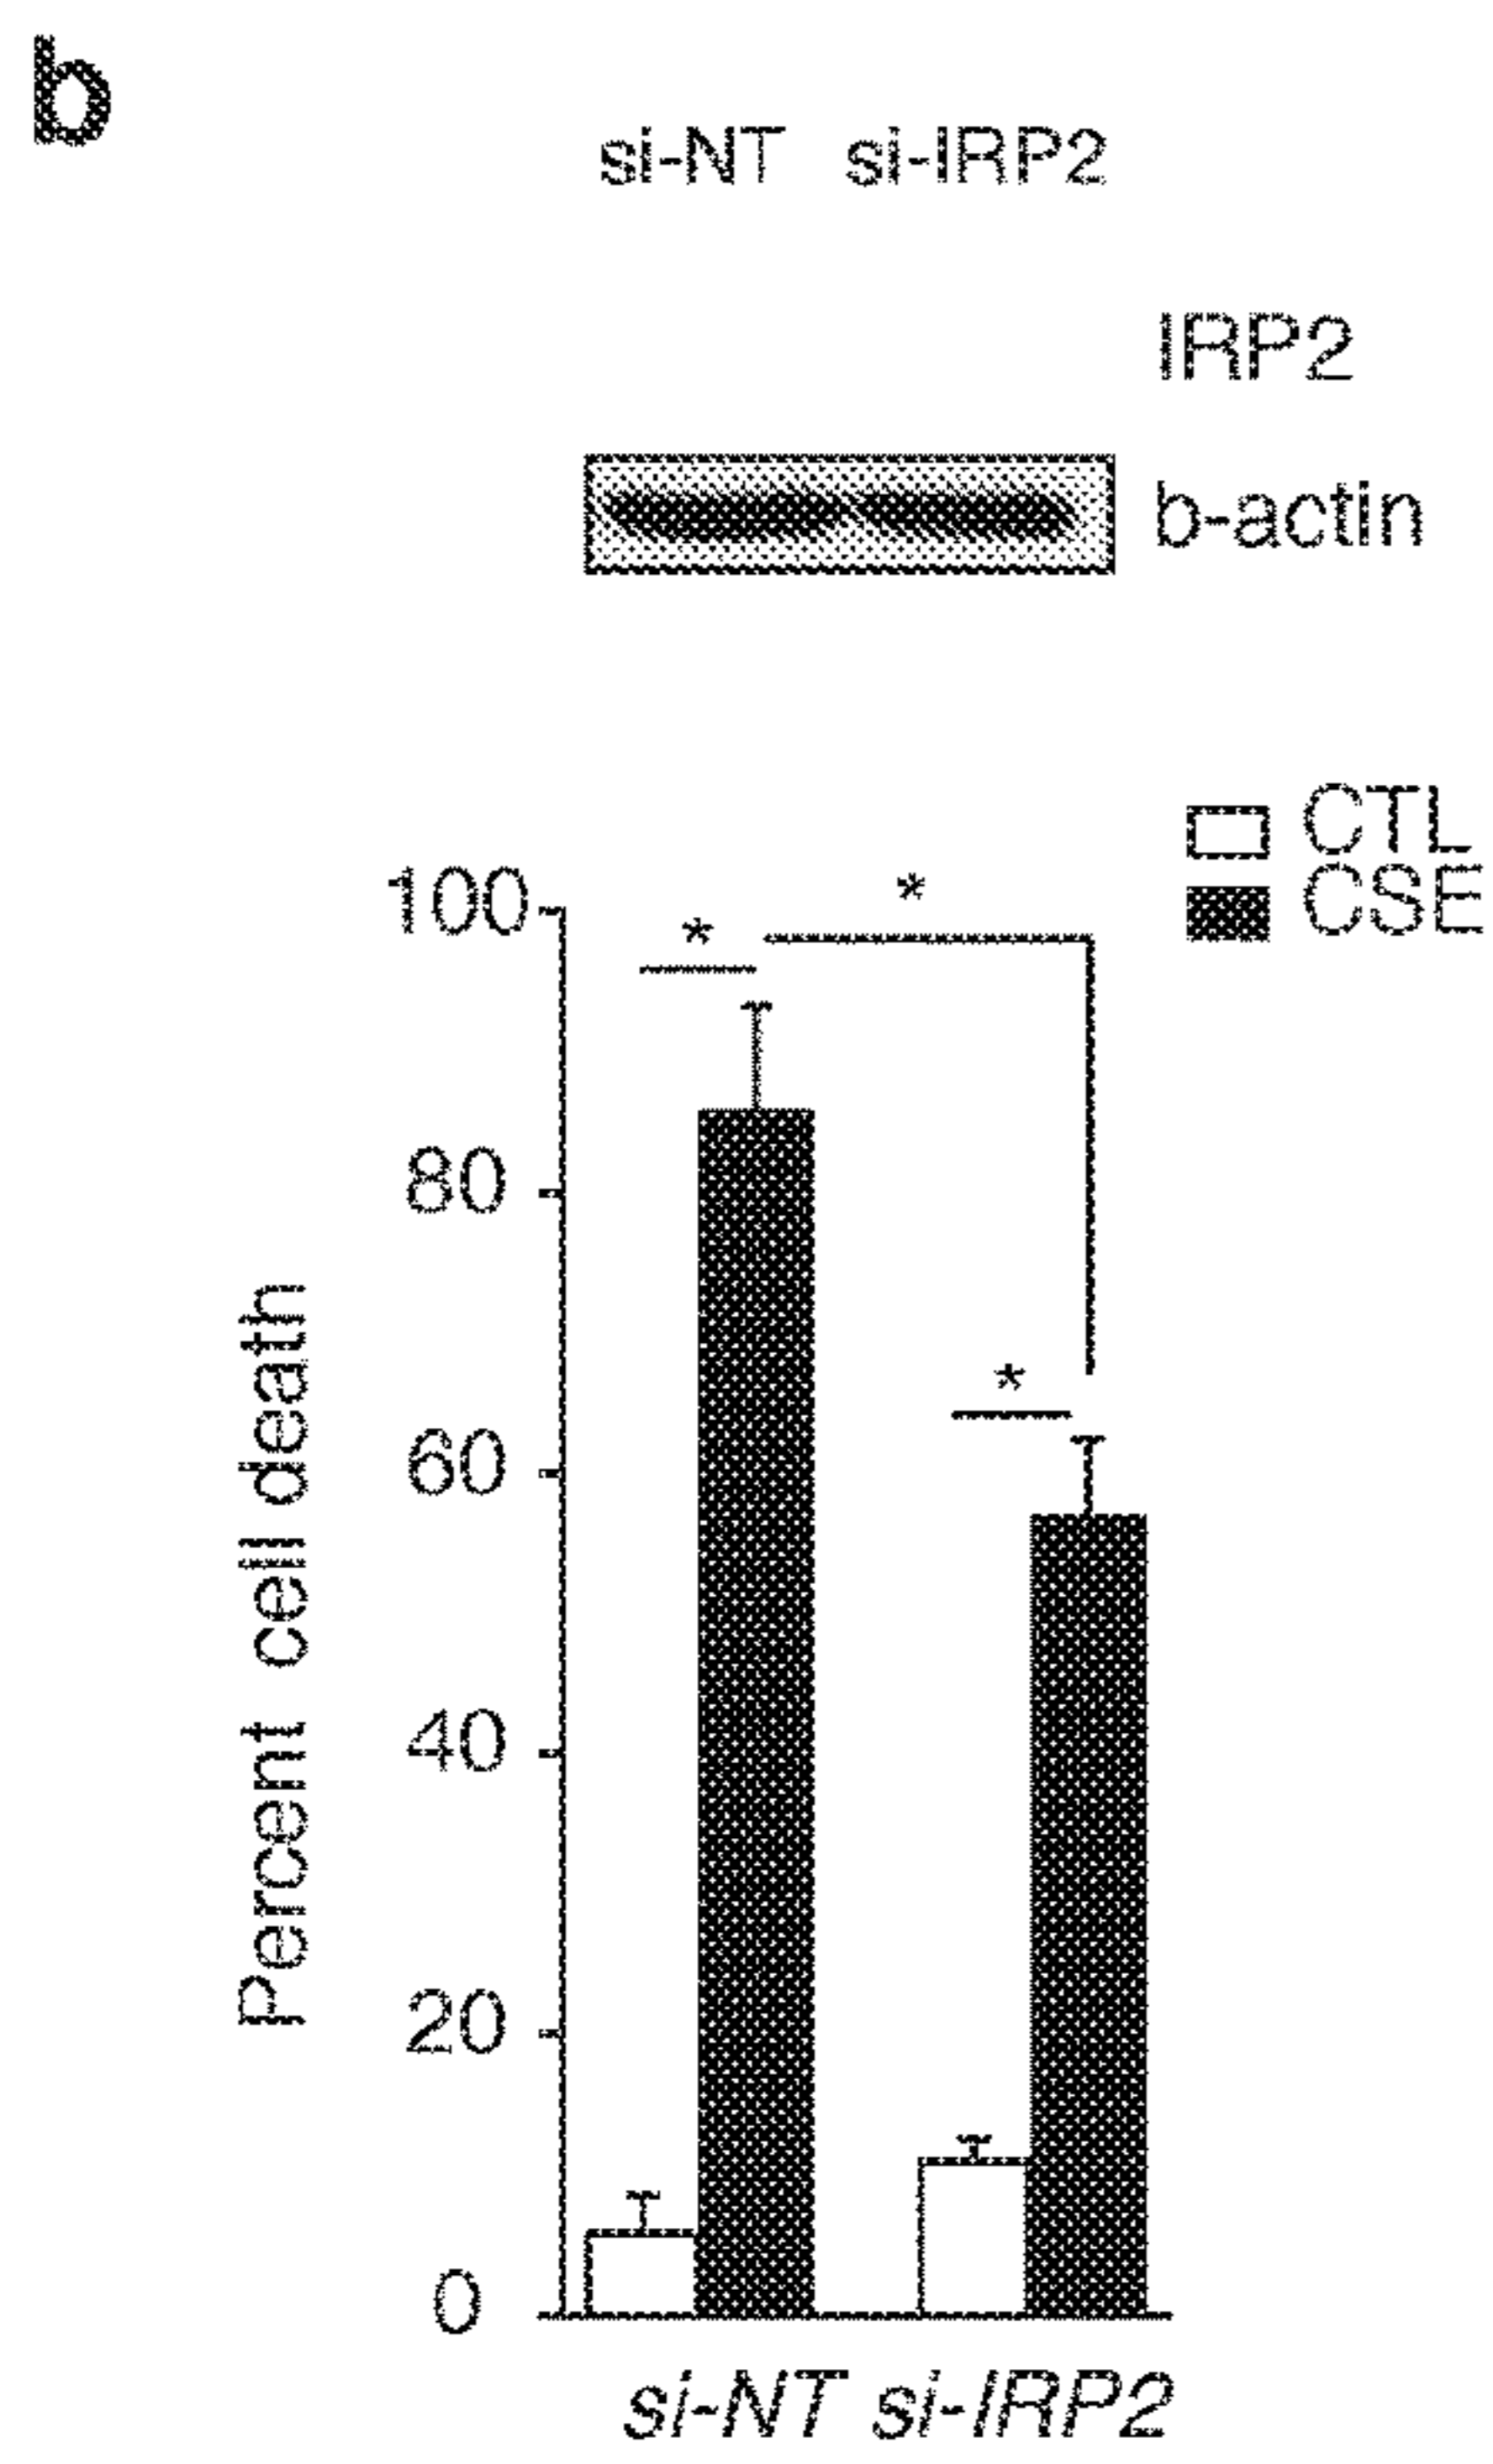 b
si-NT si-IRP2
IRP2
b-actin
CTL
CSE
100
*
*
80
60
*
40
20
0
Percent cell death
si-NT si-IRP2